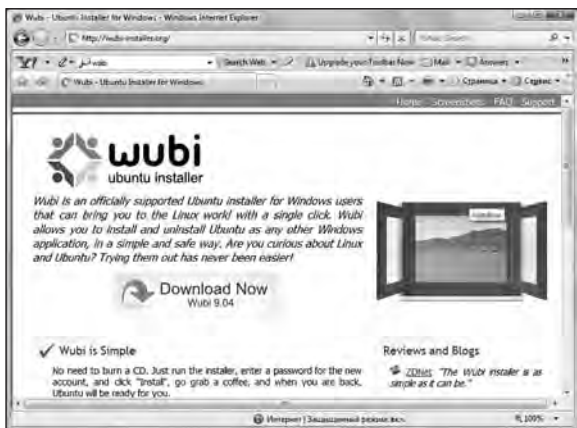 Wubi - Ubuntu Installer for Windows - Windows Internet Explorer
http://wubi-installer.org/
Search Web
Upgrade your Toolbar Now
Mail
Answers
Wubi - Ubuntu Installer for Windows
Страница
Сервис
Home Screenshots FAQ Support
wubi
ubuntu installer
Wubi is an officially supported Ubuntu installer for Windows users
that can bring you to the Linux world with a single click. Wubi
allows you to install and uninstall Ubuntu as any other Windows
application, in a simple and safe way. Are you curious about Linux
and Ubuntu? Trying them out has never been easier!
Download Now
Wubi 9.04
Wubi is Simple
No need to burn a CD. Just run the installer, enter a password for the new
account, and click "Install", go grab a coffee, and when you are back,
Ubuntu will be ready for you.
Reviews and Blogs
ZDNet: "The Wubi installer is as
simple as it can be."
Интернет | Защищенный режим: вкл.
100%